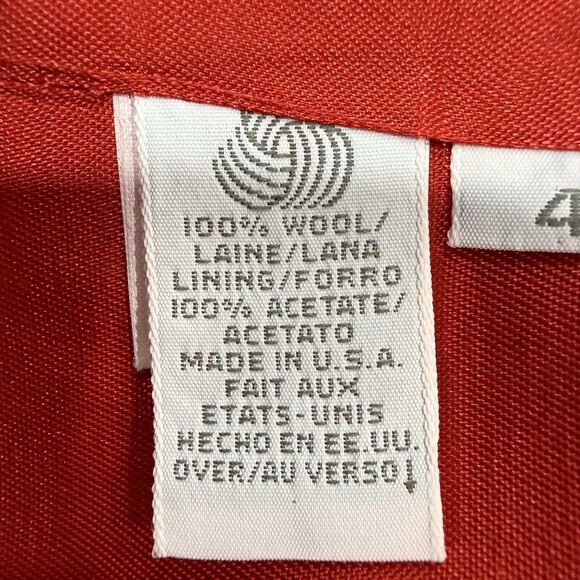 100% WOOL/
LAINE/LANA
LINING/FORRO
100% ACETATE/
ACETATO
MADE IN U.S.A.
FAIT AUX
ETATS-UNIS
HECHO EN EE.UU.
OVER/AU VERSO↓
4